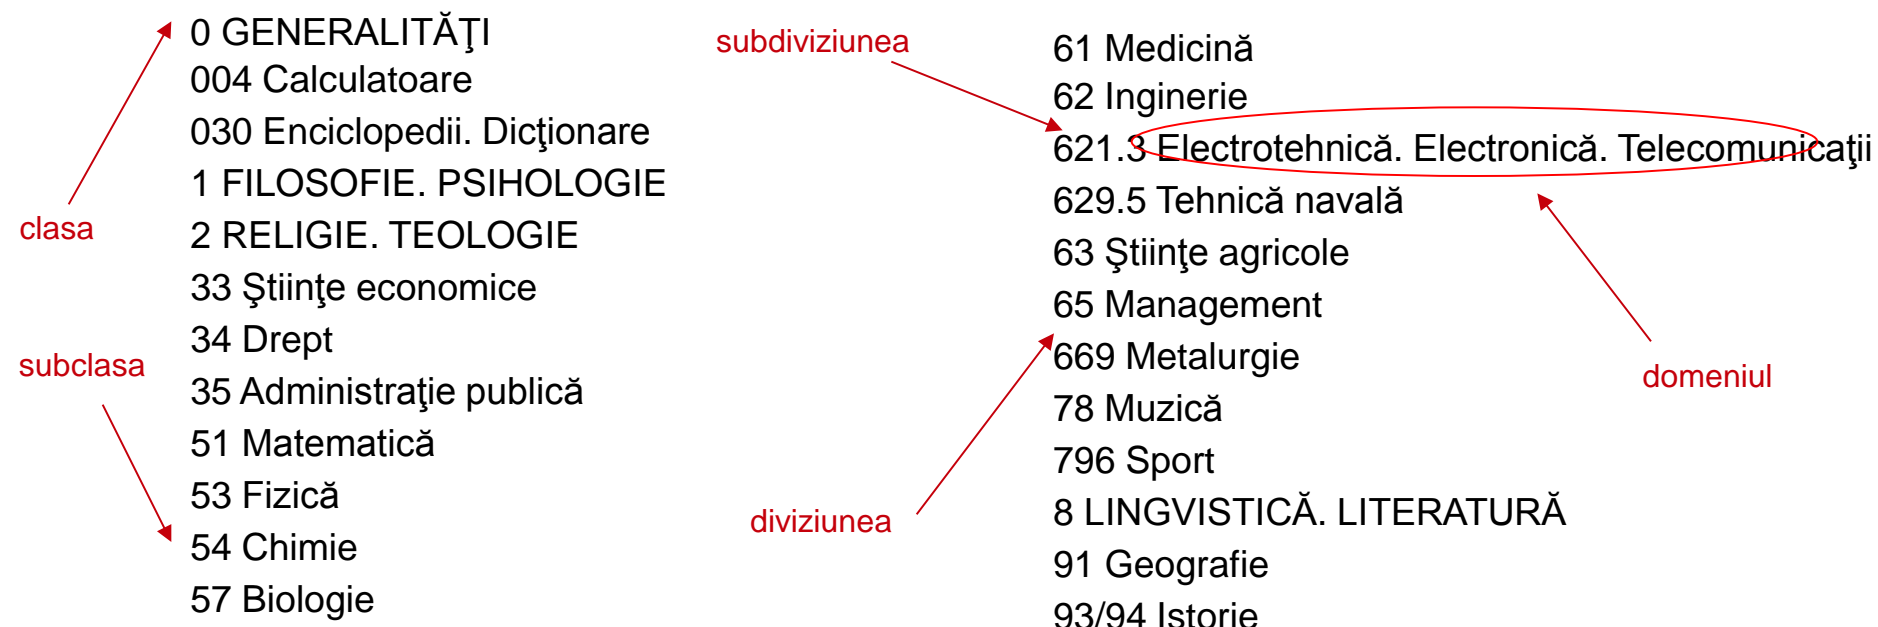 0 GENERALITĂŢI
004 Calculatoare
030 Enciclopedii. Dicţionare
1 FILOSOFIE. PSIHOLOGIE
clasa
2 RELIGIE. TEOLOGIE
33 Ştiinţe economice
34 Drept
subclasa
35 Administraţie publică
51 Matematică
53 Fizică
54 Chimie
57 Biologie
subdiviziunea
61 Medicină
62 Inginerie
621.3 Electrotehnică. Electronică. Telecomunicaţii
629.5 Tehnică navală
63 Ştiinţe agricole
65 Management
669 Metalurgie
domeniul
78 Muzică
796 Sport
diviziunea
8 LINGVISTICĂ. LITERATURĂ
91 Geografie
93/94 Istorie